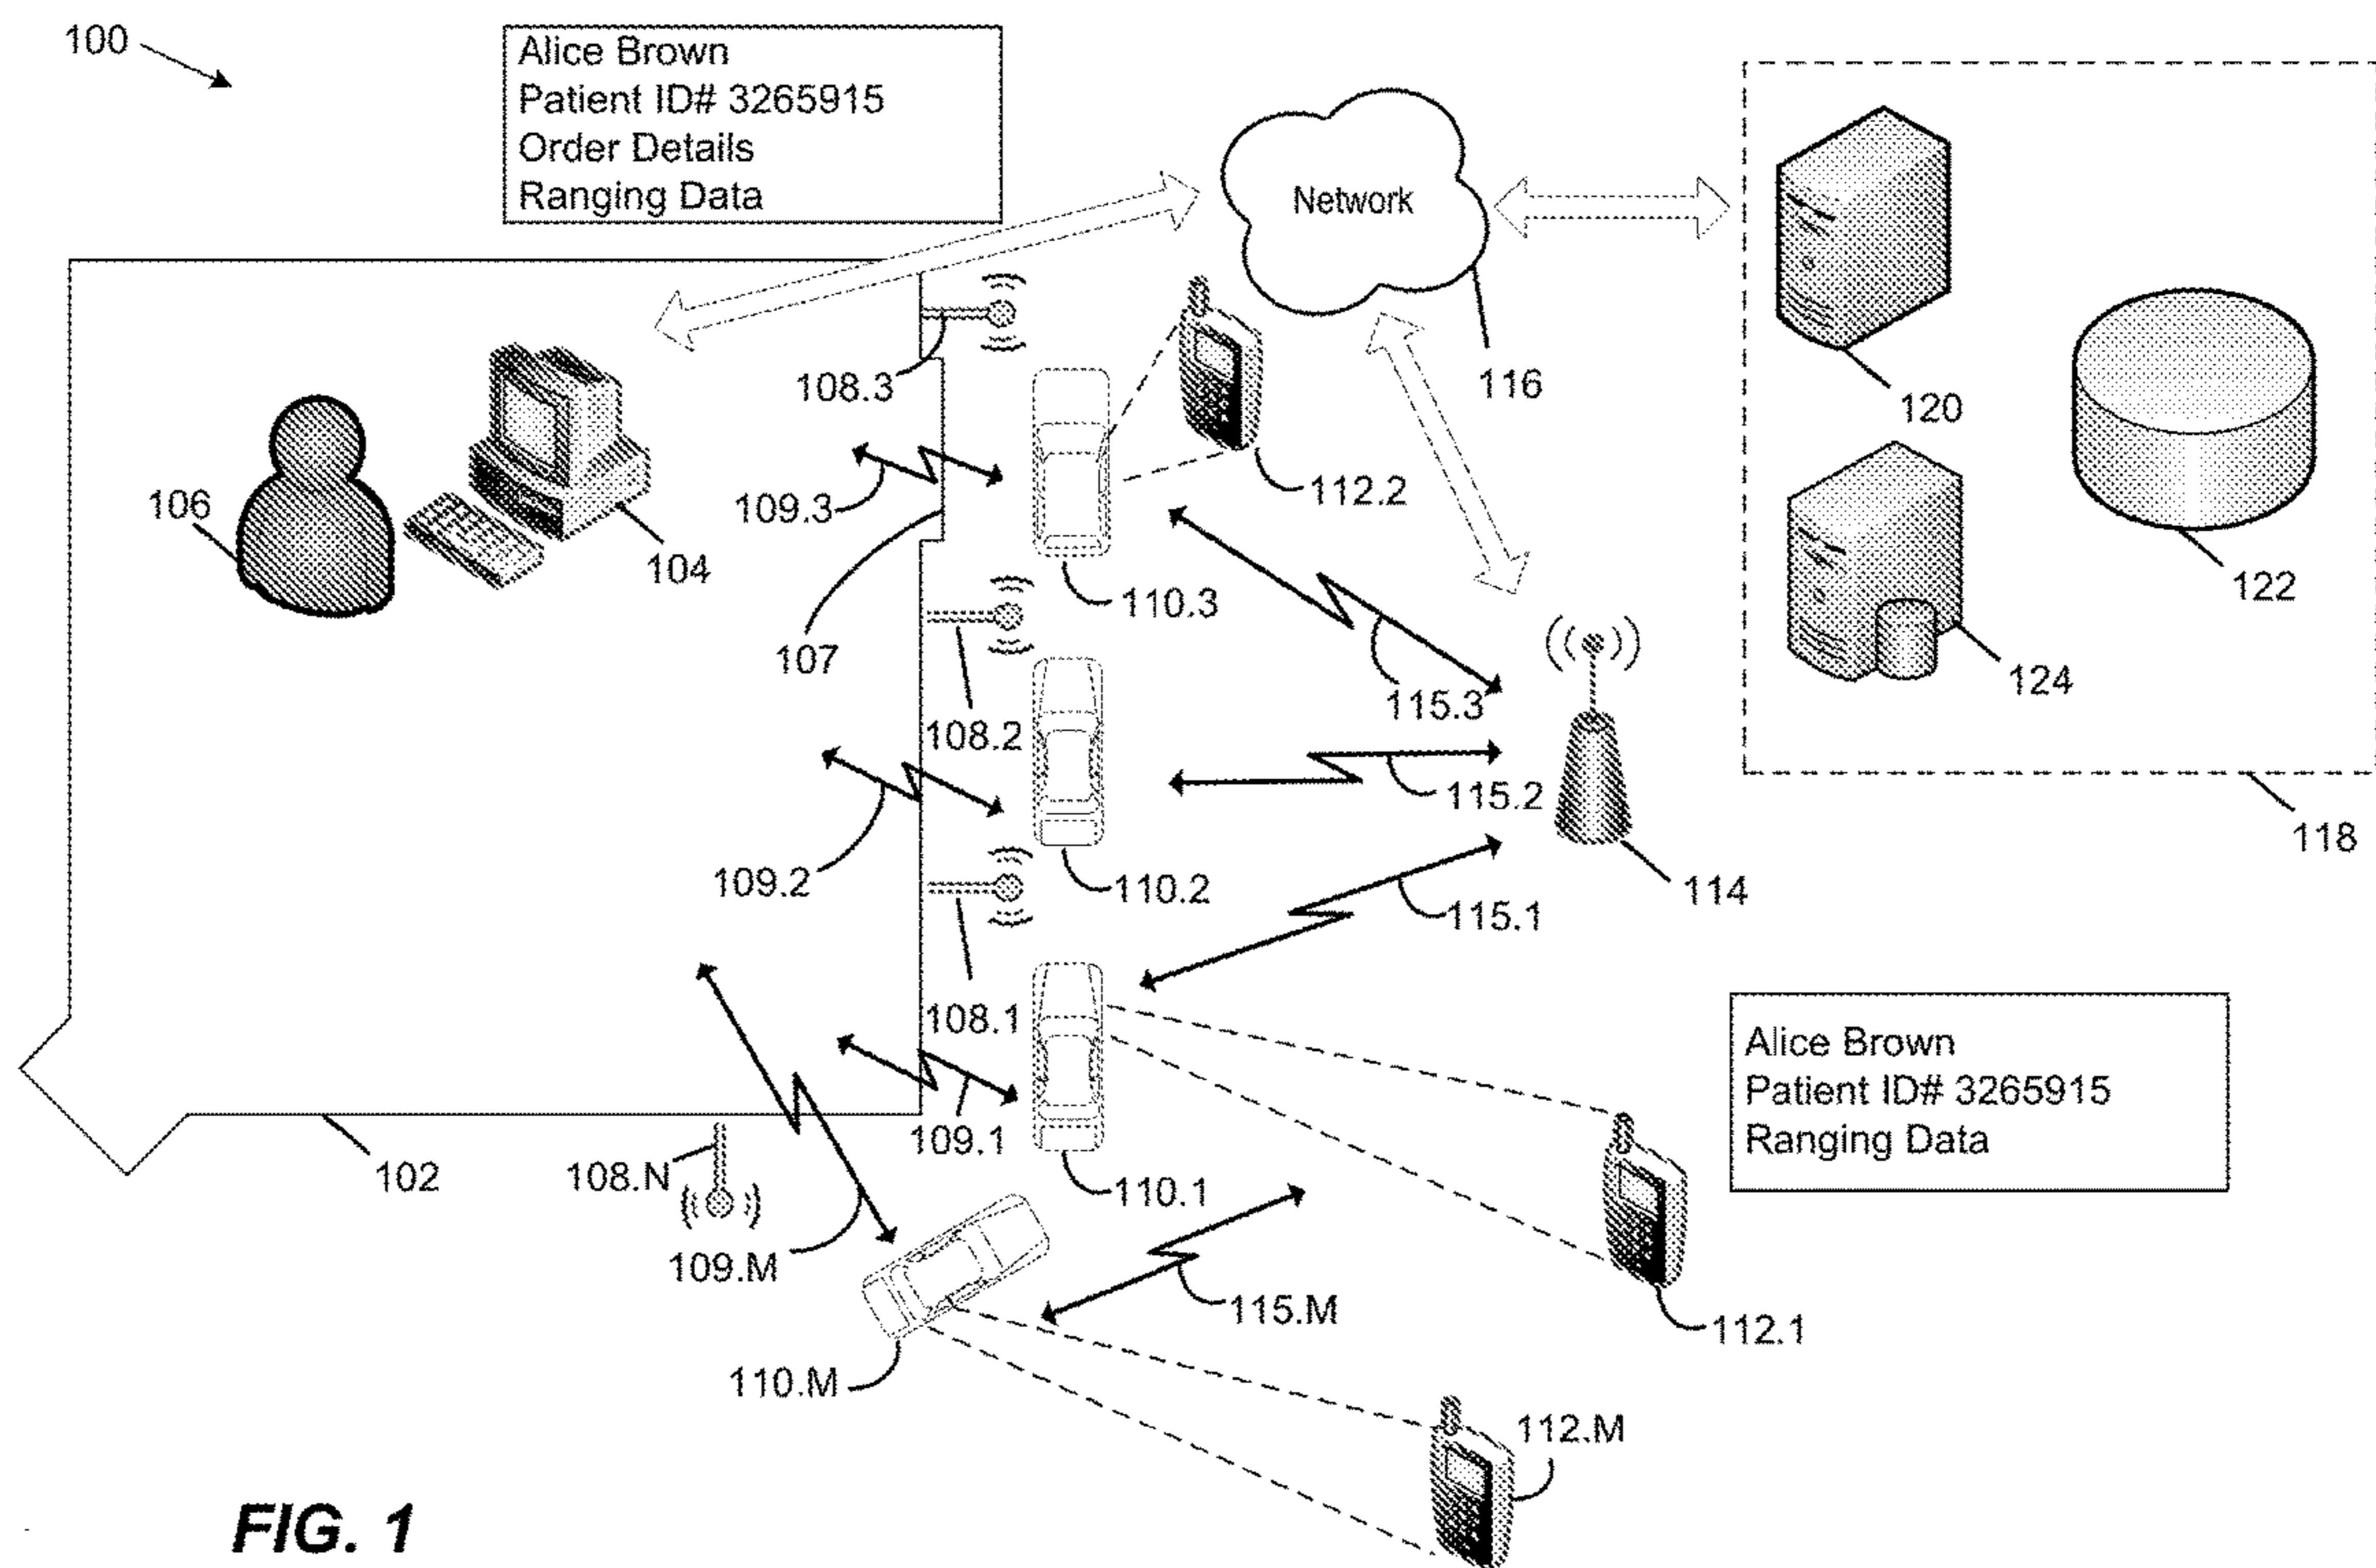 100
Alice Brown
Patient ID# 3265915
Order Details
Ranging Data
Network
108.3
116
120
112.2
109.3
106
104
122
110.3
107
124
115.3
108.2
115.2
118
109.2
110.2
114
115.1
108.1
Alice Brown
Patient ID# 3265915
Ranging Data
109.1
102
108.N
110.1
109.M
115.M
112.1
110.M
112.M
FIG. 1